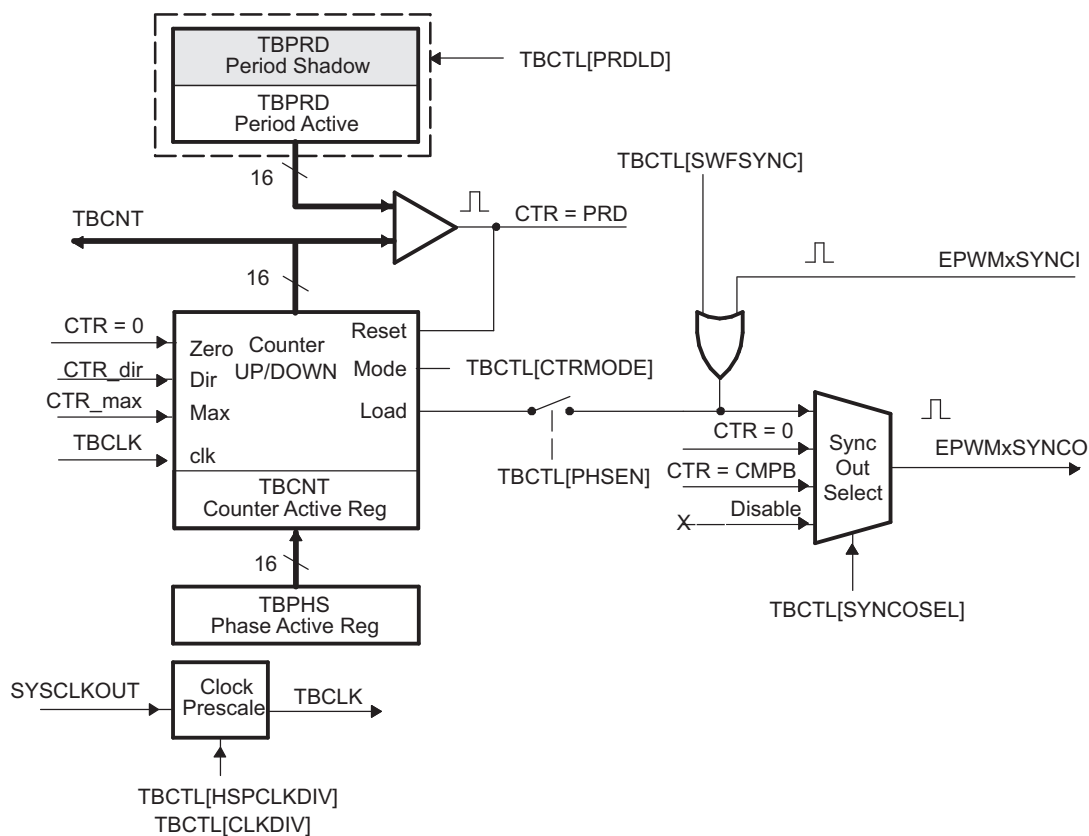 TBPRD
Period Shadow
TBPRD
Period Active
TBCTL[PRDLD]
16
TBCTL[SWFSYNC]
TBCNT
CTR = PRD
16
EPWMxSYNCI
CTR = 0
CTR_dir
CTR_max
TBCLK
Zero
Dir
Max
clk
Counter
UP/DOWN
Reset
Mode
Load
TBCTL[CTRMODE]
TBCNT
Counter Active Reg
TBCTL[PHSEN]
CTR = 0
CTR = CMPB
Disable
X
Sync
Out
Select
EPWMxSYNCO
TBCTL[SYNCOSEL]
16
TBPHS
Phase Active Reg
SYSCLKOUT
Clock
Prescale
TBCLK
TBCTL[HSPCLKDIV]
TBCTL[CLKDIV]